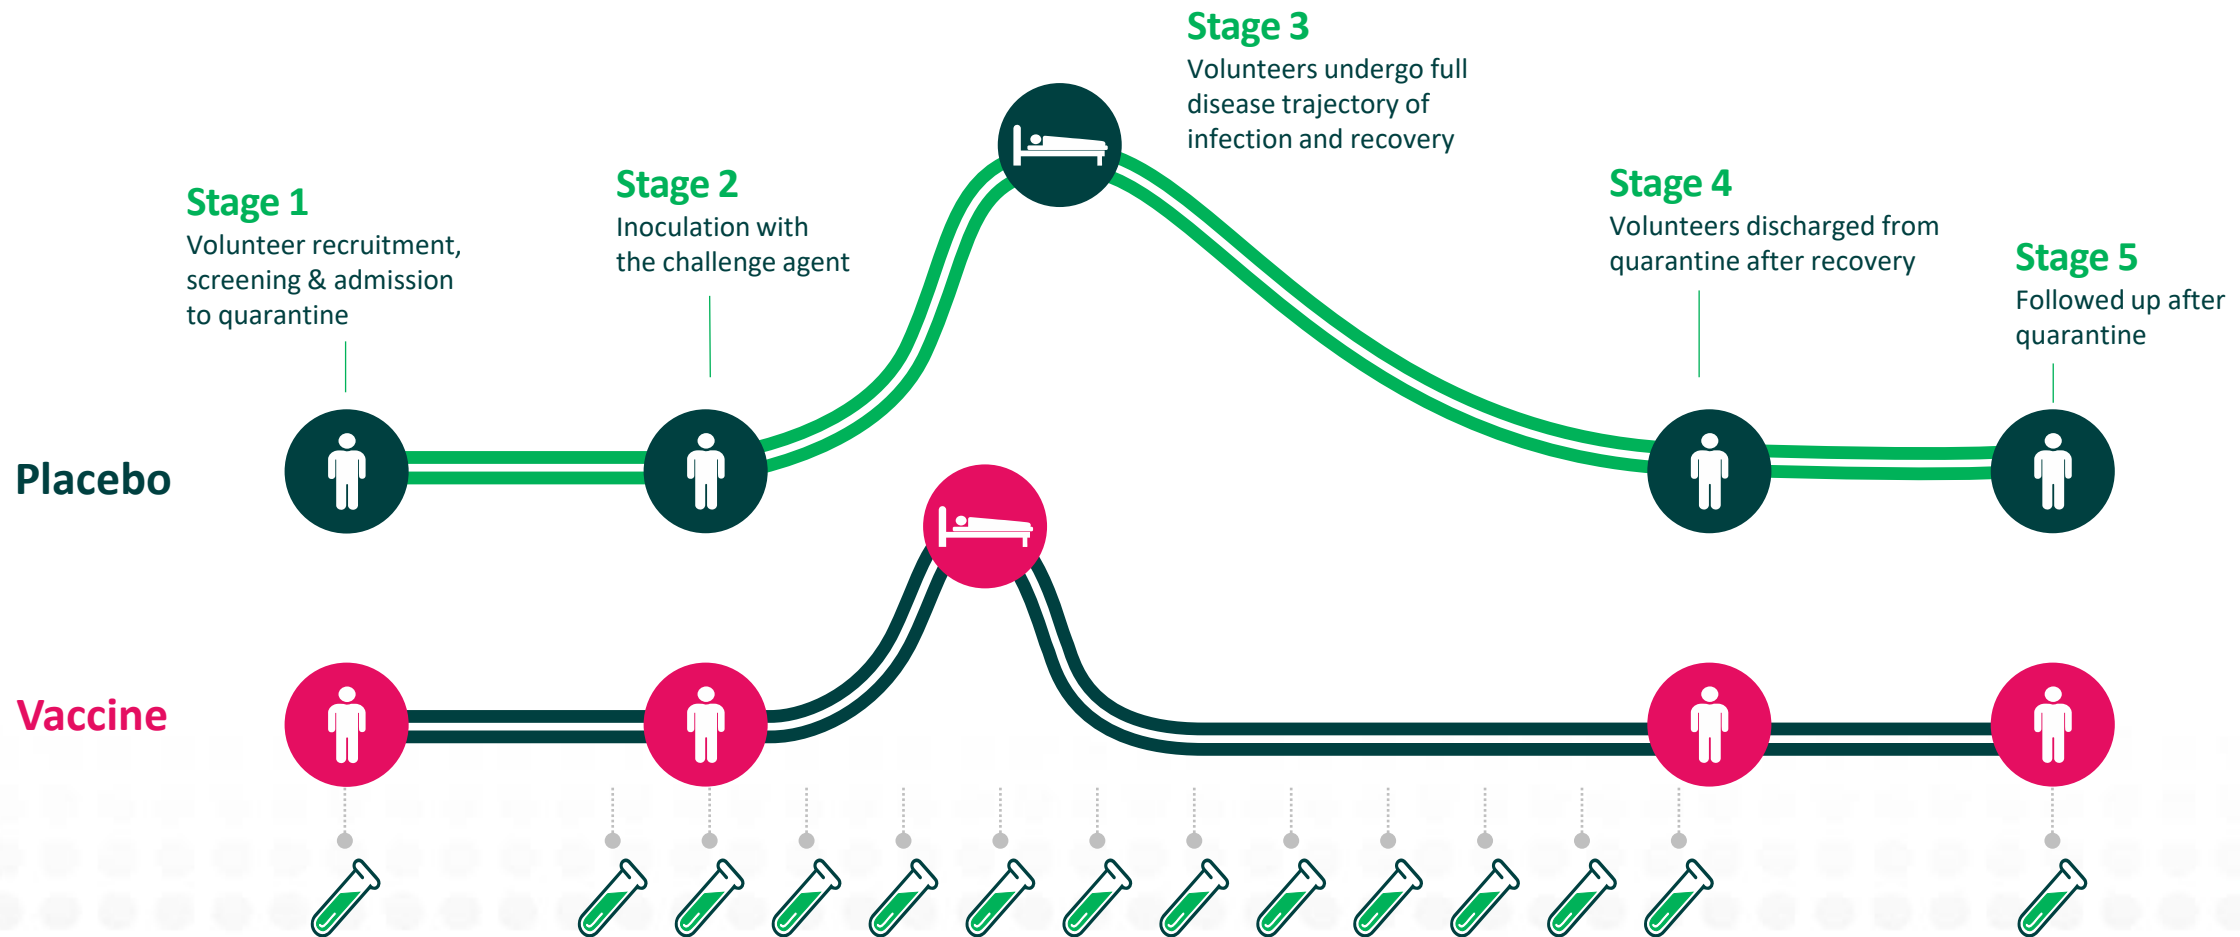 Stage 1
Volunteer recruitment,
screening & admission
to quarantine
Stage 2
Inoculation with
the challenge agent
Stage 3
Volunteers undergo full
disease trajectory of
infection and recovery
Stage 4
Volunteers discharged from
quarantine after recovery
Stage 5
Followed up after
quarantine
Placebo
Vaccine